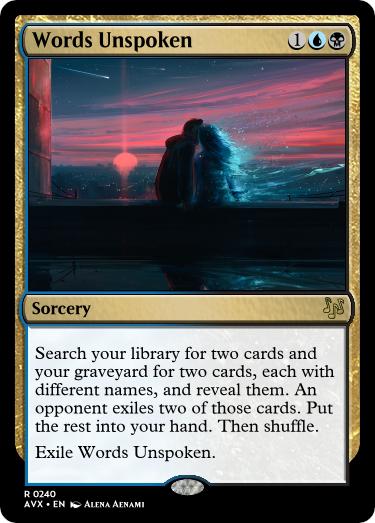 Words Unspoken 1
Sorcery
Search your library for two cards and
your graveyard for two cards, each with
different names, and reveal them. An
opponent exiles two of those cards. Put
the rest into your hand. Then shuffle.
Exile Words Unspoken.
R 0240
AVX • EN Alena Aenami